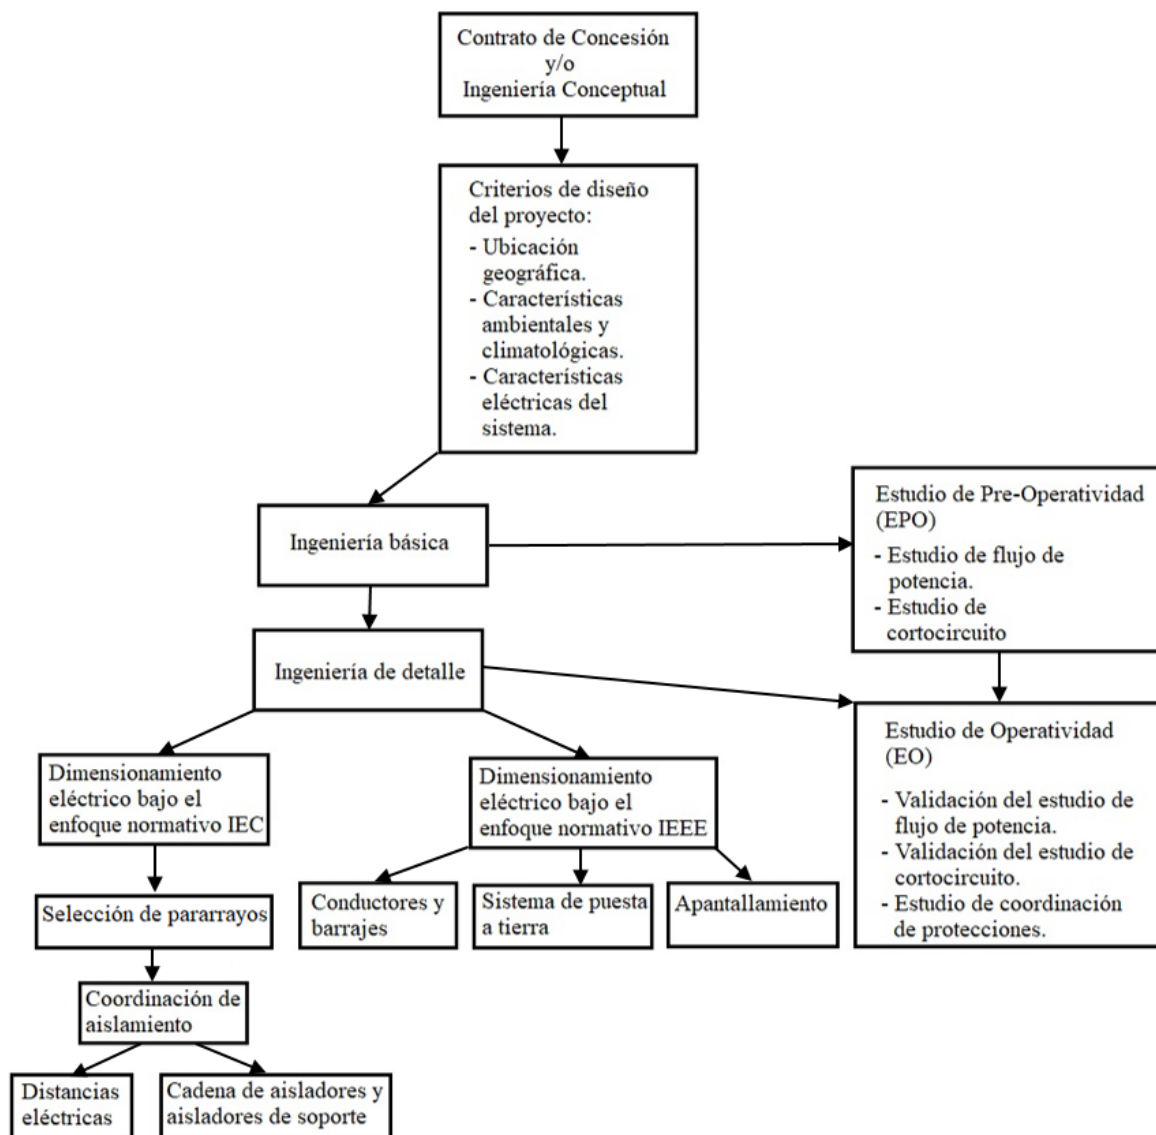 Contrato de Concesión
y/o
Ingeniería Conceptual
Criterios de diseño
del proyecto:
- Ubicación
geográfica.
- Características
ambientales y
climatológicas.
- Características
eléctricas del
sistema.
Ingeniería básica
Estudio de Pre-Operatividad
(EPO)
- Estudio de flujo de
potencia.
- Estudio de
cortocircuito
Ingeniería de detalle
Estudio de Operatividad
(EO)
- Validación del estudio de
flujo de potencia.
- Validación del estudio de
cortocircuito.
- Estudio de coordinación
de protecciones.
Dimensionamiento
eléctrico bajo el
enfoque normativo IEC
Dimensionamiento
eléctrico bajo el
enfoque normativo IEEE
Selección de pararrayos
Conductores y
barrajes
Sistema de puesta
a tierra
Apantallamiento
Coordinación de
aislamiento
Distancias
eléctricas
Cadena de aisladores y
aisladores de soporte